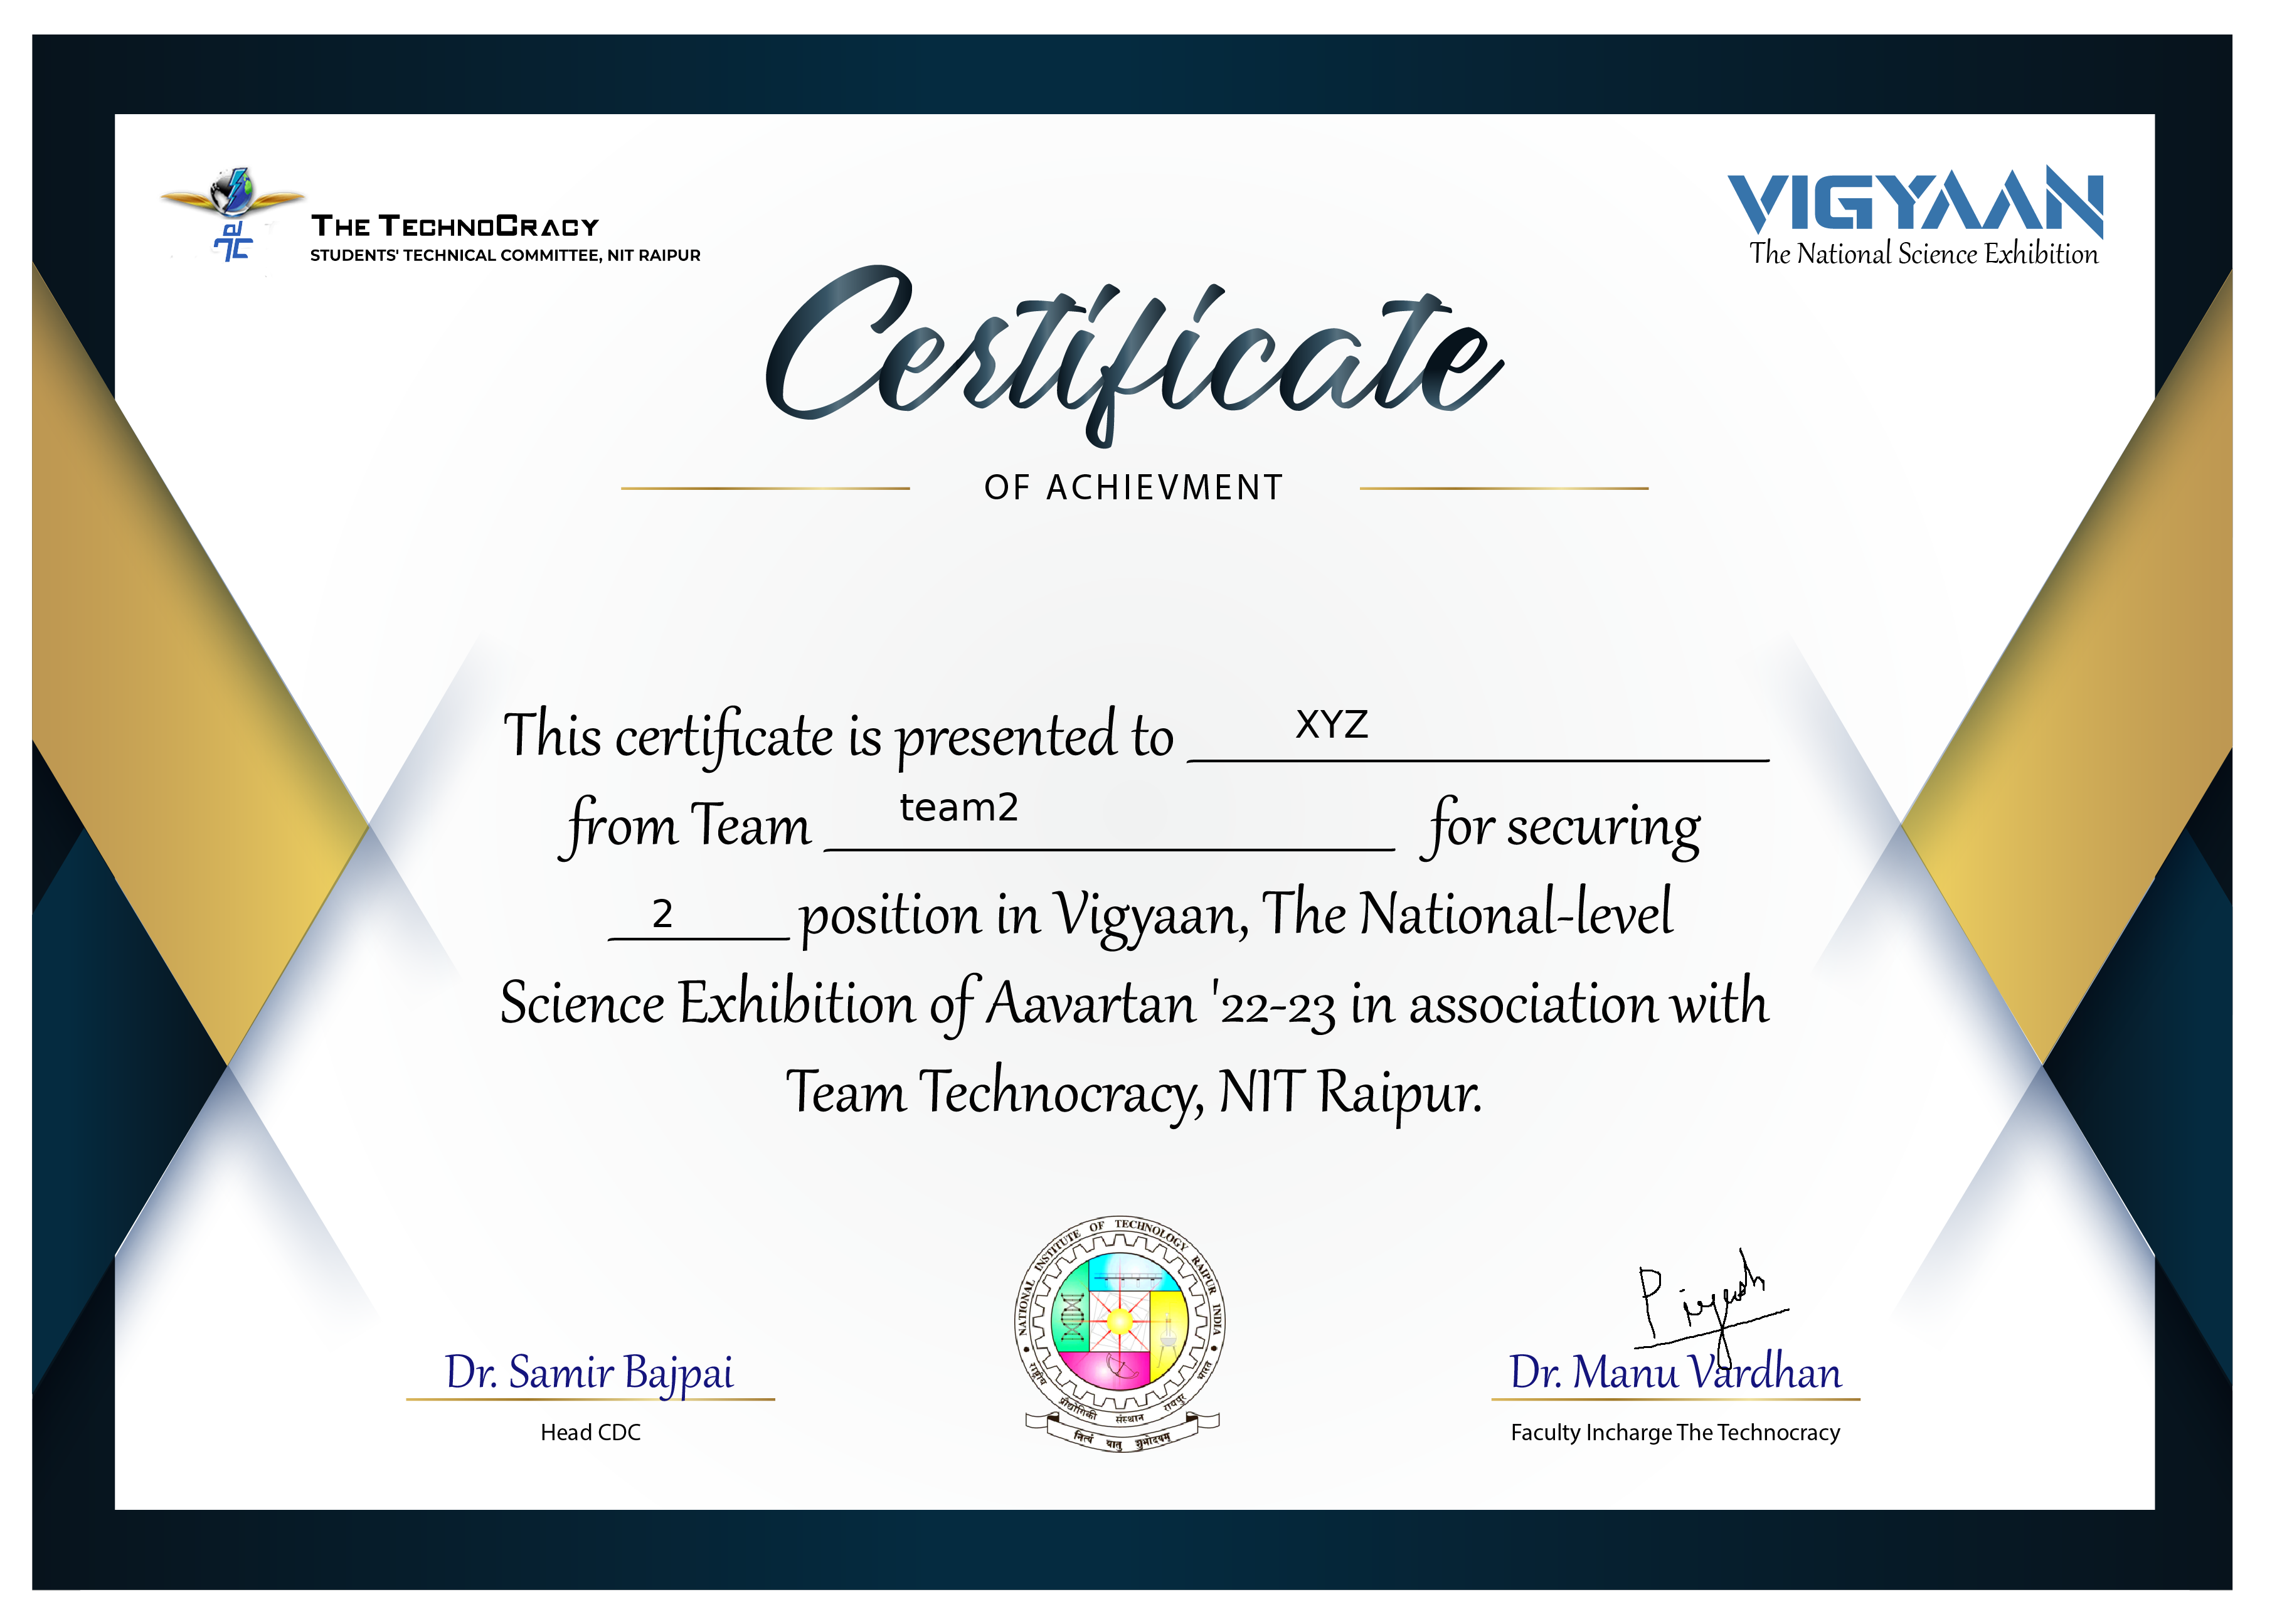 THE TECHNOCRACY
STUDENTS' TECHNICAL COMMITTEE, NIT RAIPUR
VIGYAAN
The National Science Exhibition
Certificate
OF ACHIEVMENT
This certificate is presented to XYZ
from Team team2 for securing
2 position in Vigyaan, The National-level
Science Exhibition of Aavartan '22-23 in association with
Team Technocracy, NIT Raipur.
NATIONAL INSTITUTE OF TECHNOLOGY RAIPUR INDIA
राष्ट्रीय प्रौद्योगिकी संस्थान रायपुर भारत
नित्यं यातु शुभोदयम्
Piyush
Dr. Samir Bajpai
Head CDC
Dr. Manu Vardhan
Faculty Incharge The Technocracy